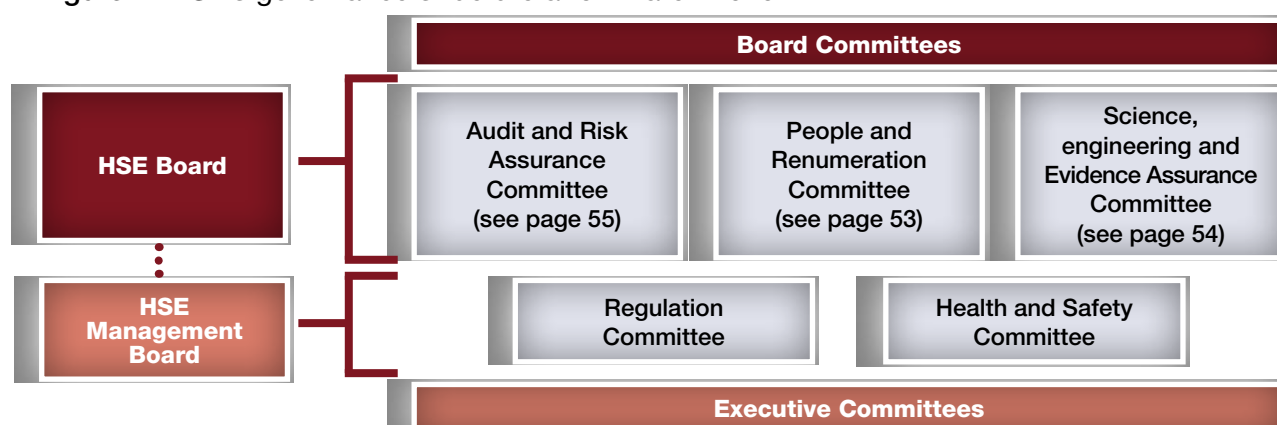 Board Committees
HSE Board
Audit and Risk
Assurance
Committee
(see page 55)
People and
Renumeration
Committee
(see page 53)
Science,
engineering and
Evidence Assurance
Committee
(see page 54)
HSE
Management
Board
Regulation
Committee
Health and Safety
Committee
Executive Committees